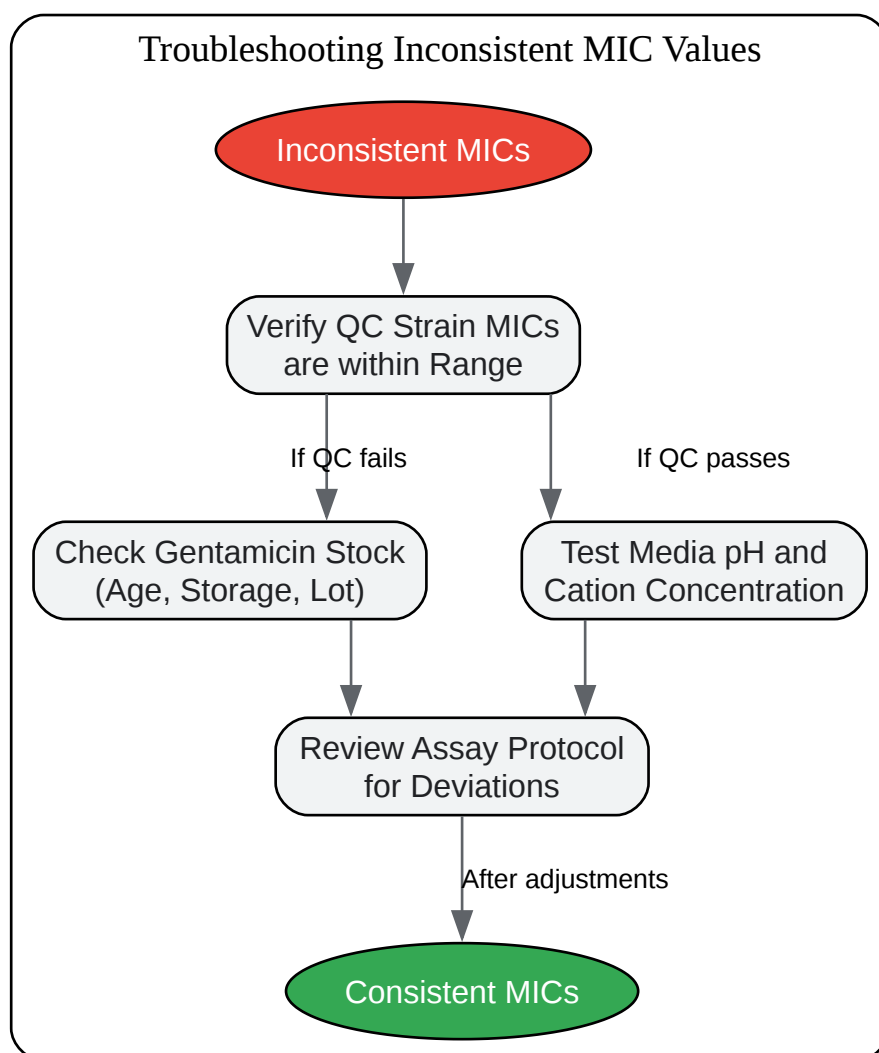 Troubleshooting Inconsistent MIC Values
Inconsistent MICs
Verify QC Strain MICs
are within Range
If QC fails
If QC passes
Check Gentamicin Stock
(Age, Storage, Lot)
Test Media pH and
Cation Concentration
Review Assay Protocol
for Deviations
After adjustments
Consistent MICs